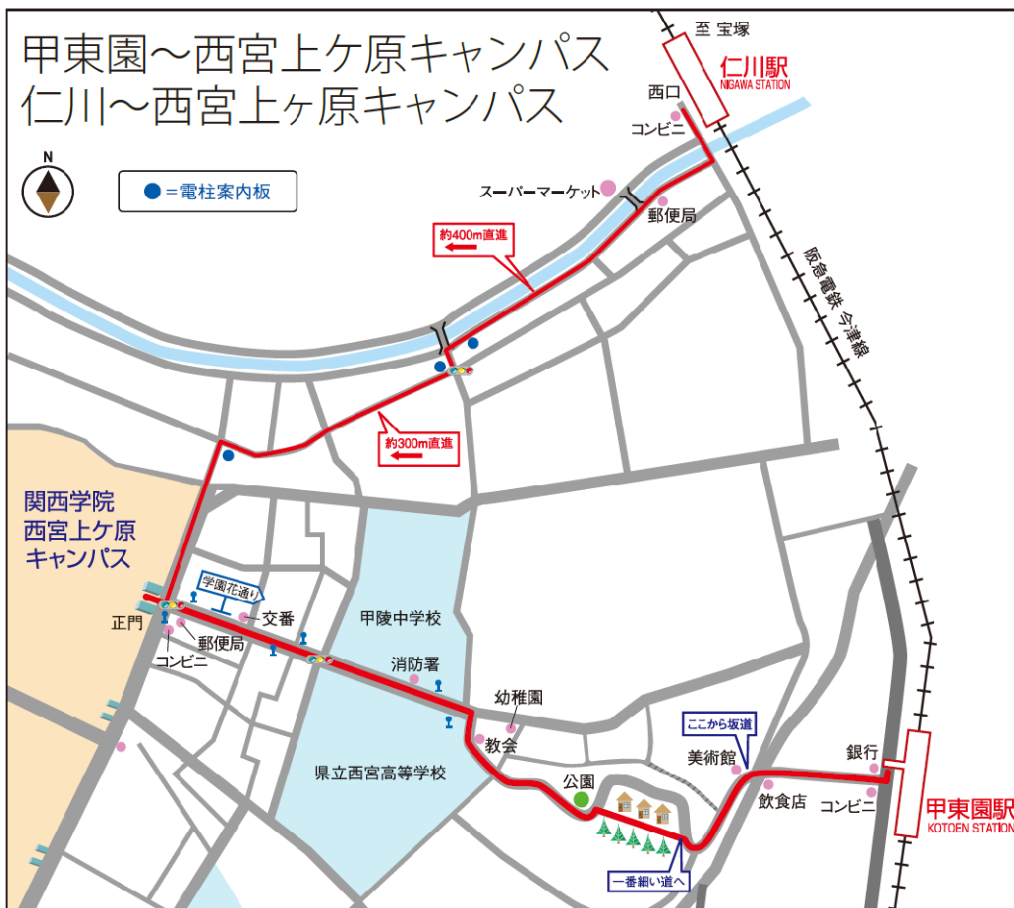 甲東園〜西宮上ケ原キャンパス
仁川〜西宮上ヶ原キャンパス
N
=電柱案内板
至 宝塚
仁川駅
NIGAWA STATION
西口
コンビニ
スーパーマーケット
郵便局
約400m直進
阪急電鉄 今津線
約300m直進
関西学院
西宮上ケ原
キャンパス
学園花通り
正門
交番
郵便局
コンビニ
甲陵中学校
消防署
幼稚園
教会
県立西宮高等学校
公園
ここから坂道
美術館
銀行
飲食店
コンビニ
甲東園駅
KOTOEN STATION
一番細い道へ